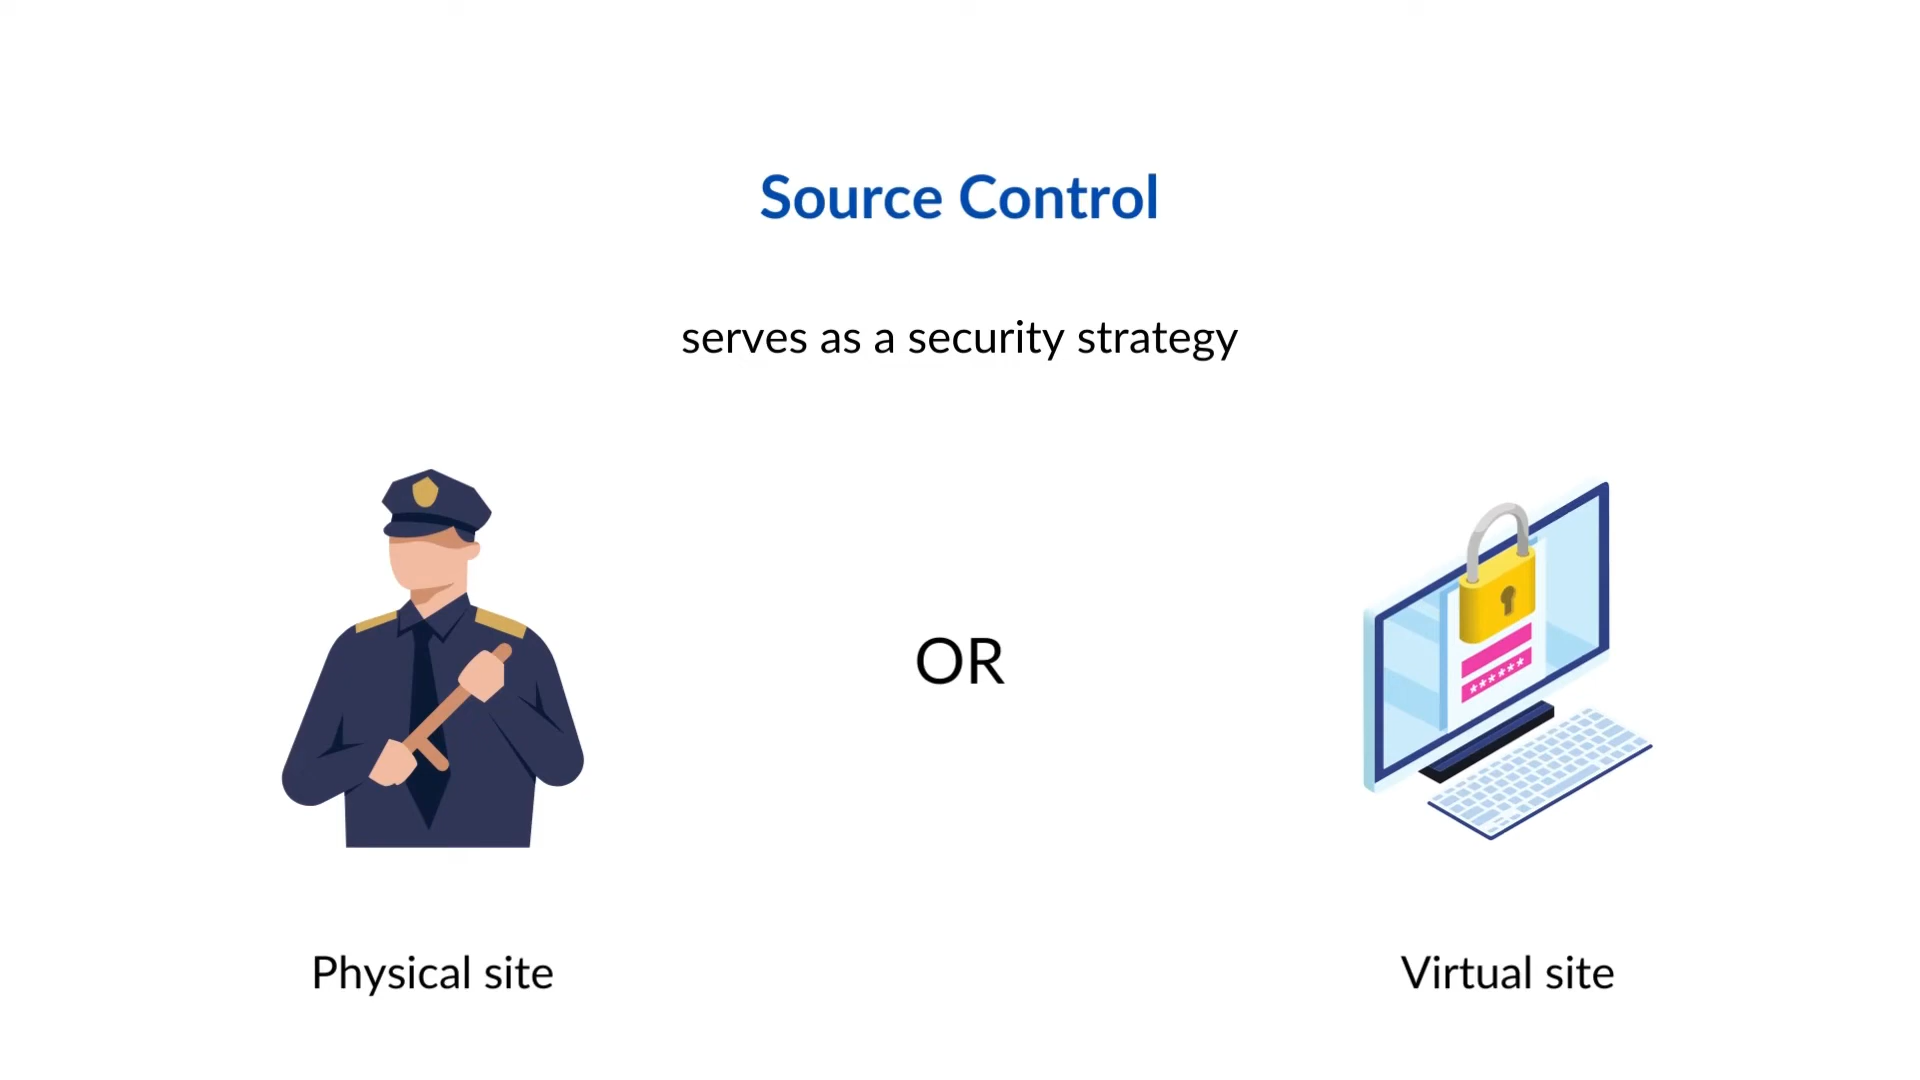 Source Control
serves as a security strategy
OR
Physical site
Virtual site